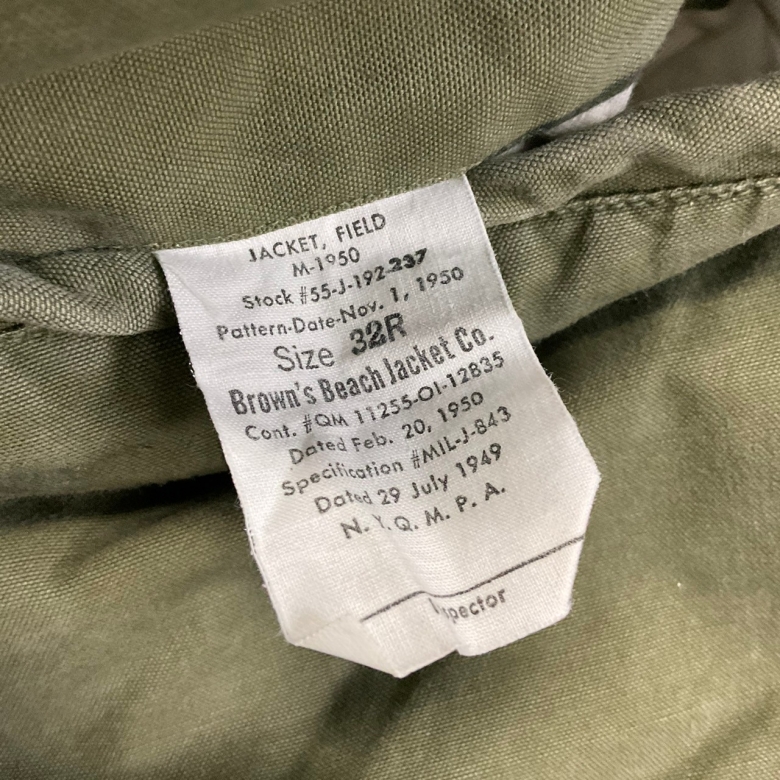 JACKET, FIELD
M-1950
Stock #55-J-192-237
Pattern-Date-Nov. 1, 1950
Size 32R
Brown's Beach Jacket Co.
Cont. #QM 11255-OI-12835
Dated Feb. 20, 1950
Specification #MIL-J-843
Dated 29 July 1949
N. Y. Q. M. P. A.
Inspector